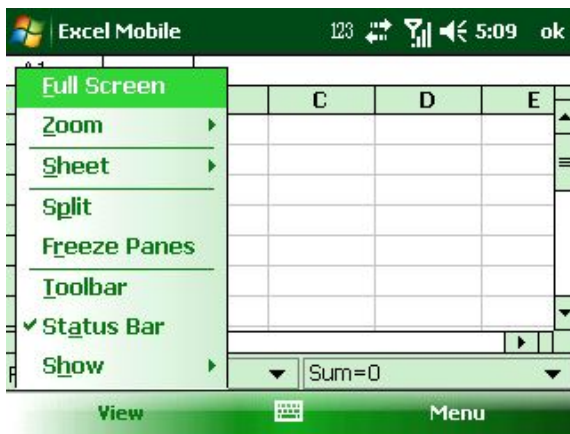 Excel Mobile 123 5:09 ok
Full Screen
C D E
Zoom
Sheet
Split
Freeze Panes
Toolbar
Status Bar
Show
Sum=0
View Menu